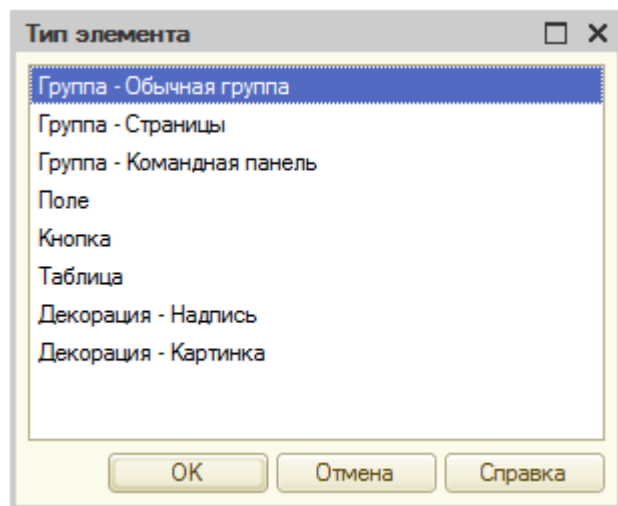 Тип элемента
Группа - Обычная группа
Группа - Страницы
Группа - Командная панель
Поле
Кнопка
Таблица
Декорация - Надпись
Декорация - Картинка
ОК
Отмена
Справка